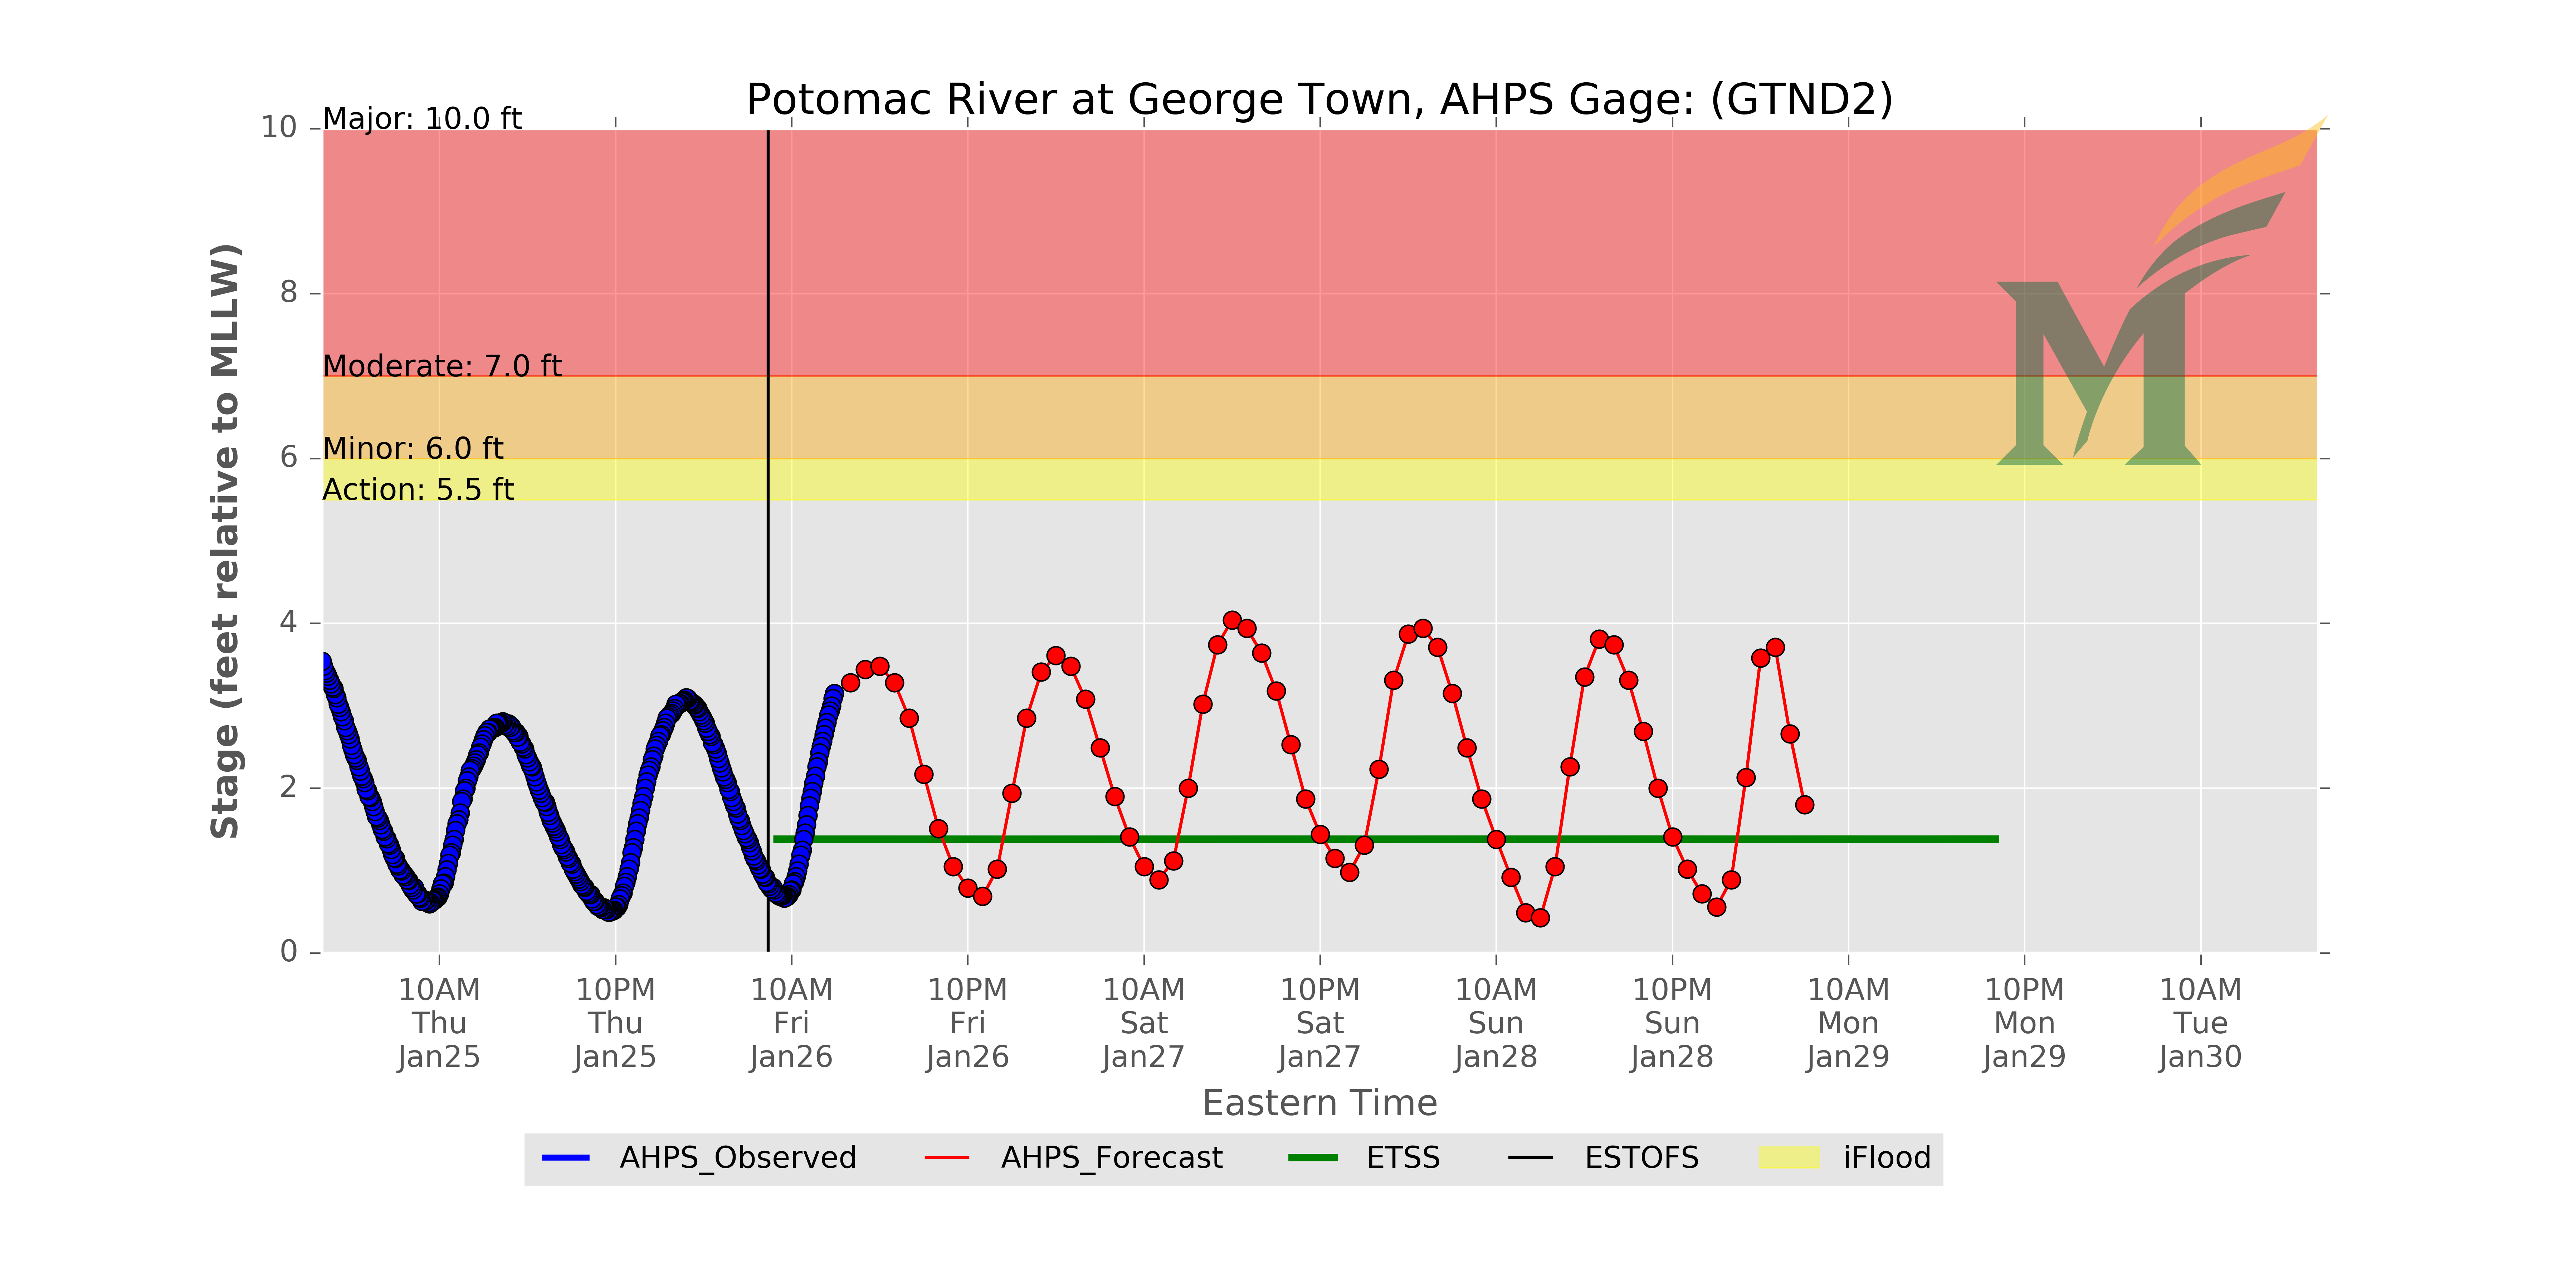 Potomac River at George Town, AHPS Gage: (GTND2)
Major: 10.0 ft
Moderate: 7.0 ft
Minor: 6.0 ft
Action: 5.5 ft
Stage (feet relative to MLLW)
10
8
6
4
2
0
10AM Thu Jan25
10PM Thu Jan25
10AM Fri Jan26
10PM Fri Jan26
10AM Sat Jan27
10PM Sat Jan27
10AM Sun Jan28
10PM Sun Jan28
10AM Mon Jan29
10PM Mon Jan29
10AM Tue Jan30
Eastern Time
AHPS_Observed
AHPS_Forecast
ETSS
ESTOFS
iFlood
M